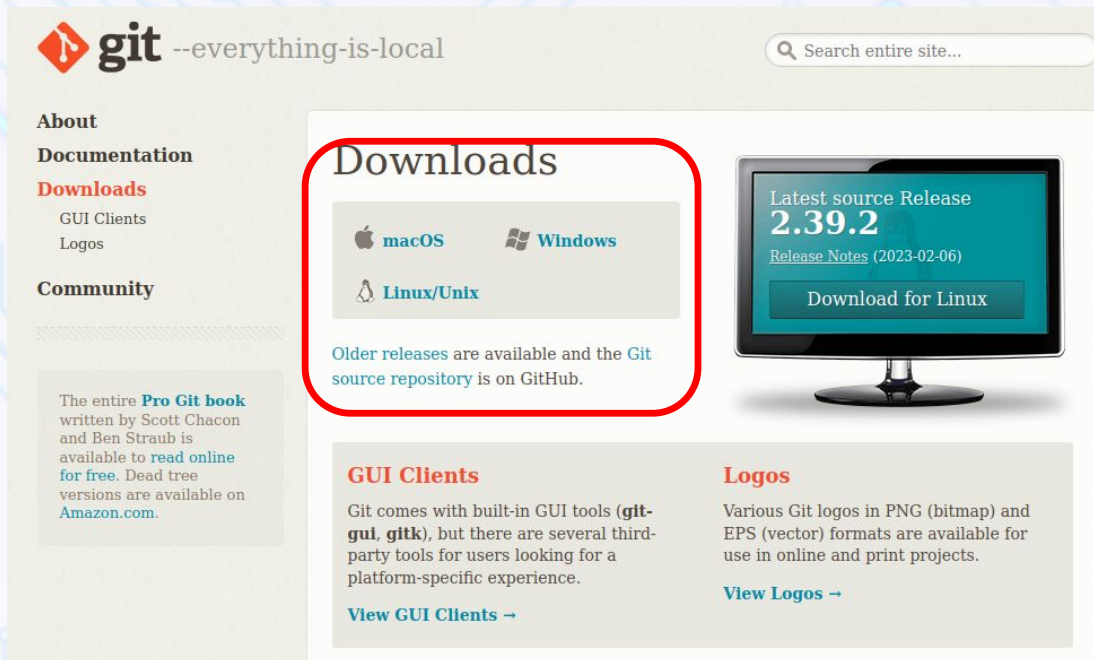 git --everything-is-local
Search entire site...
About
Documentation
Downloads
GUI Clients
Logos
Community
The entire Pro Git book
written by Scott Chacon
and Ben Straub is
available to read online
for free. Dead tree
versions are available on
Amazon.com.
Downloads
macOS
Windows
Linux/Unix
Older releases are available and the Git
source repository is on GitHub.
Latest source Release
2.39.2
Release Notes (2023-02-06)
Download for Linux
GUI Clients
Git comes with built-in GUI tools (git-
gui, gitk), but there are several third-
party tools for users looking for a
platform-specific experience.
View GUI Clients →
Logos
Various Git logos in PNG (bitmap) and
EPS (vector) formats are available for
use in online and print projects.
View Logos →